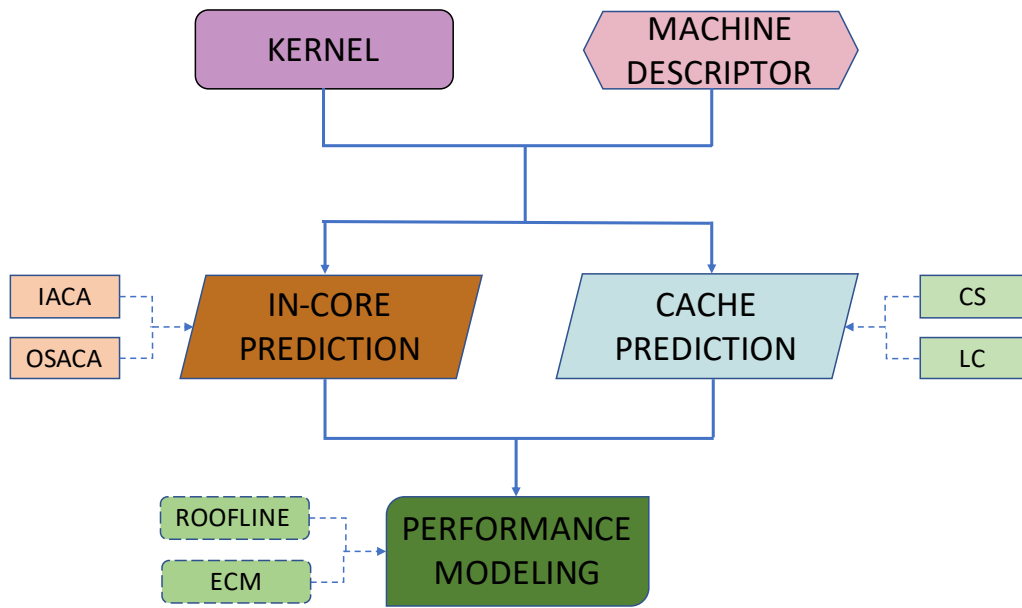 KERNEL
MACHINE
DESCRIPTOR
IACA
OSACA
IN-CORE
PREDICTION
CACHE
PREDICTION
CS
LC
ROOFLINE
ECM
PERFORMANCE
MODELING